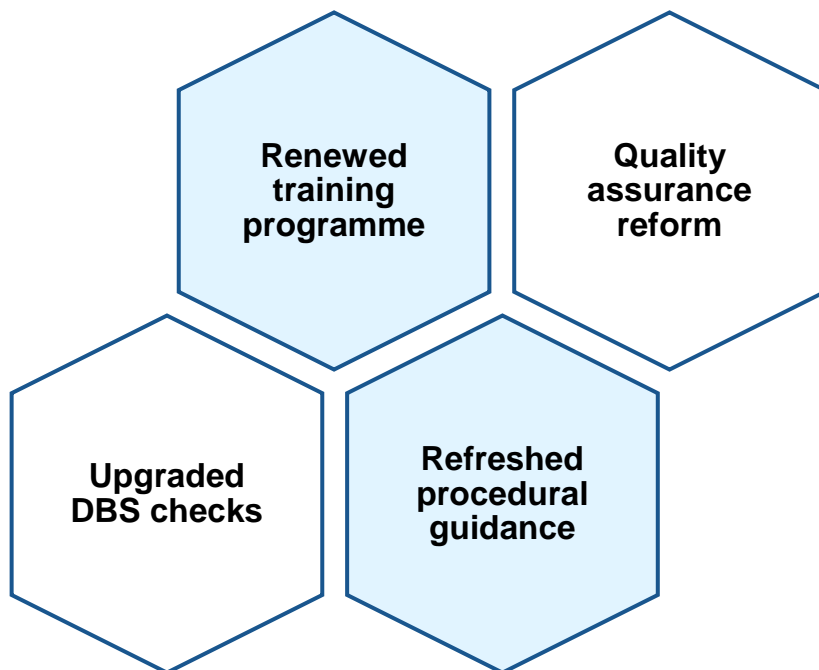 Renewed
training
programme
Quality
assurance
reform
Upgraded
DBS checks
Refreshed
procedural
guidance